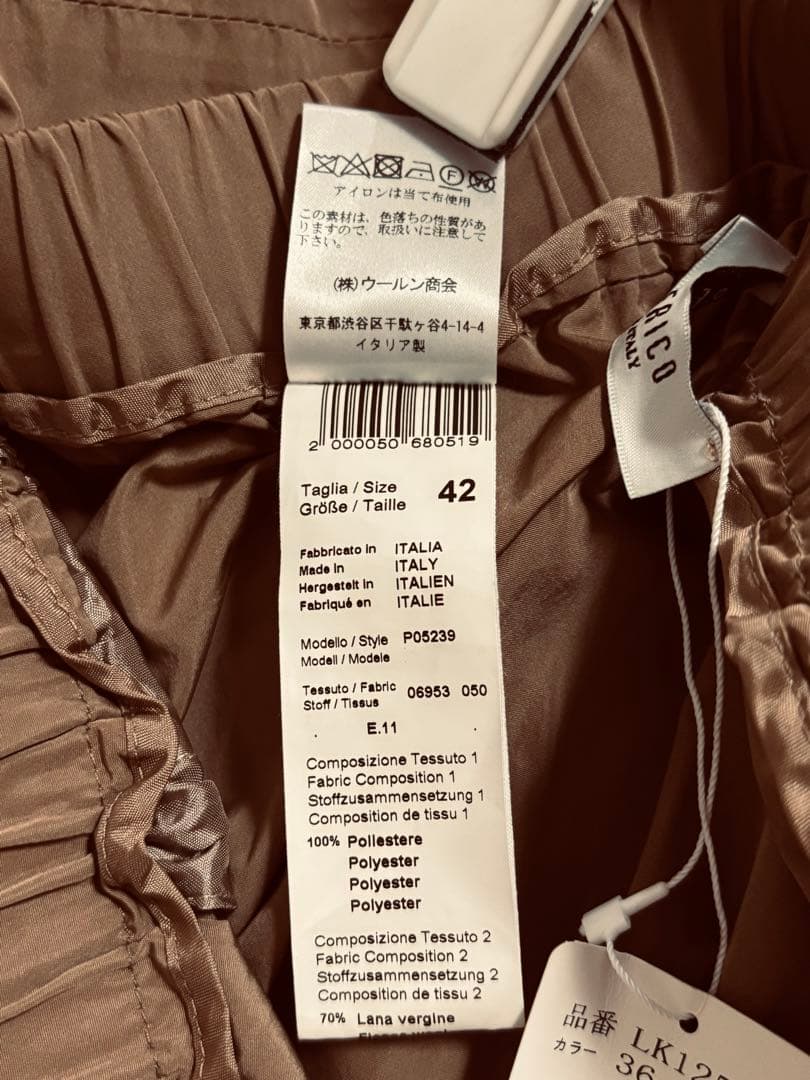 アイロンは当て布使用
この素材は、色落ちの性質があ
りますので、取扱いに注意して
下さい。
(株)ウールン商会
東京都渋谷区千駄ヶ谷4-14-4
イタリア製
2 000050 680519
Taglia / Size 42
Größe / Taille
Fabbricato in ITALIA
Made in ITALY
Hergestelt in ITALIEN
Fabriqué en ITALIE
Modello / Style P05239
Modell / Modele
Tessuto / Fabric 06953 050
Stoff / Tissus
E.11
Composizione Tessuto 1
Fabric Composition 1
Stoffzusammensetzung 1
Composition de tissu 1
100% Poliestere
Polyester
Polyester
Polyester
Composizione Tessuto 2
Fabric Composition 2
Stoffzusammensetzung 2
Composition de tissu 2
70% Lana vergine
RICO
ITALY
品番 LK12
カラー 36